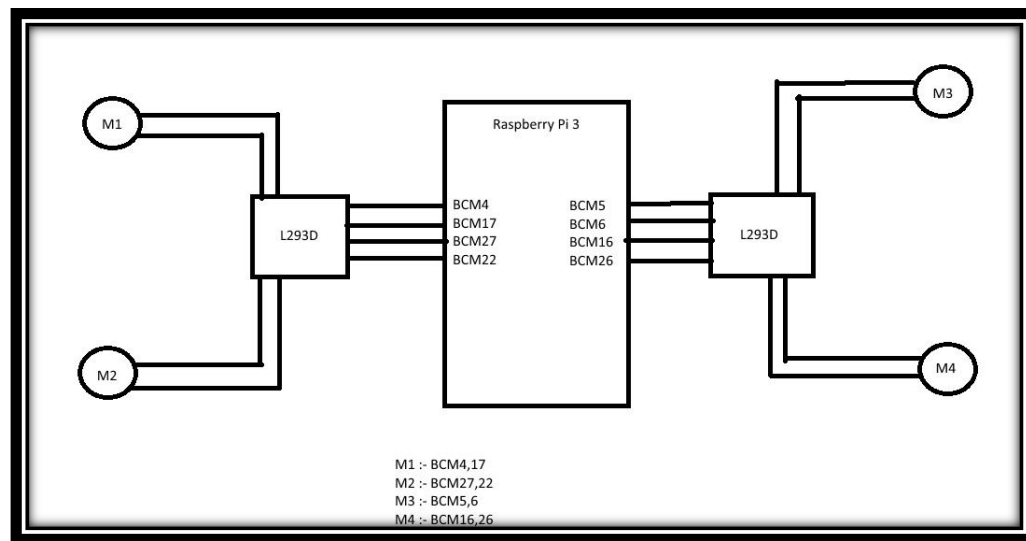 M1
M2
L293D
Raspberry Pi 3
BCM4
BCM17
BCM27
BCM22
BCM5
BCM6
BCM16
BCM26
L293D
M3
M4
M1 :- BCM4,17
M2 :- BCM27,22
M3 :- BCM5,6
M4 :- BCM16,26